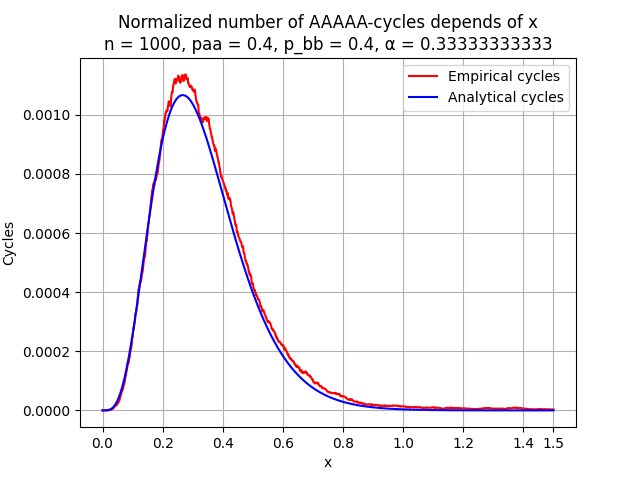 Normalized number of AAAAA-cycles depends of x
n = 1000, paa = 0.4, p_bb = 0.4, α = 0.33333333333
Empirical cycles
Analytical cycles
Cycles
0.0010
0.0008
0.0006
0.0004
0.0002
0.0000
0.0 0.2 0.4 0.6 0.8 1.0 1.2 1.4 1.5
x